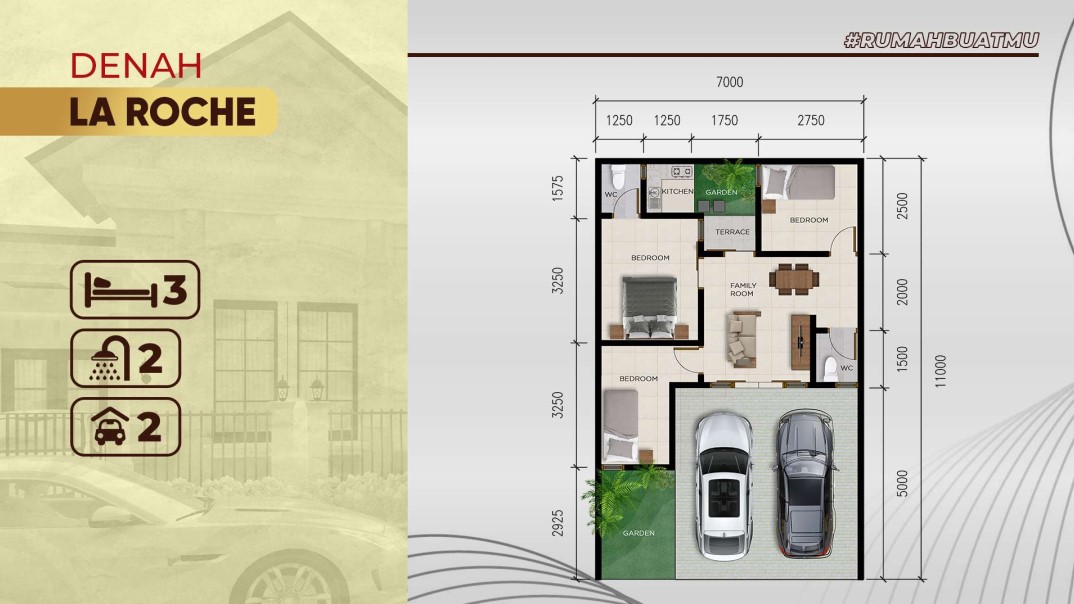 DENAH
LA ROCHE
3
2
2
#RUMAHBUATMU
7000
1250 1250 1750 2750
1575
3250
3250
2925
2500
2000
1500
5000
11000
WC
KITCHEN
GARDEN
BEDROOM
TERRACE
BEDROOM
FAMILY
ROOM
BEDROOM
WC
GARDEN